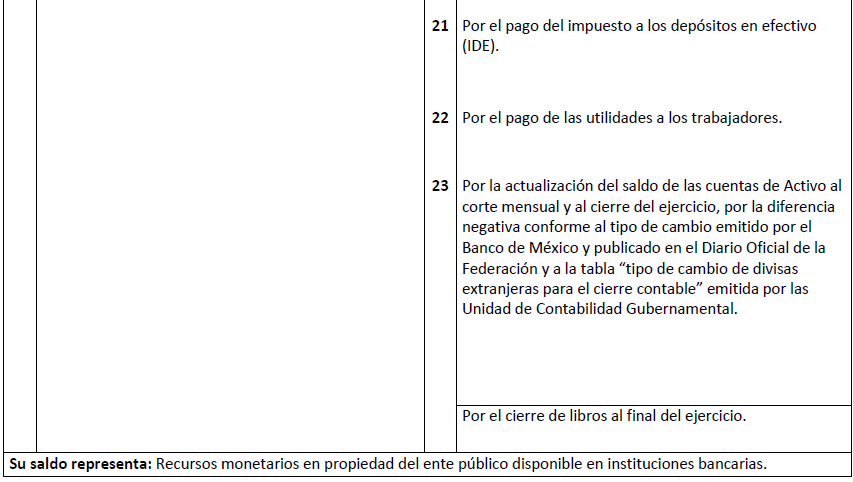 21 Por el pago del impuesto a los depósitos en efectivo
(IDE).
22 Por el pago de las utilidades a los trabajadores.
23 Por la actualización del saldo de las cuentas de Activo al
corte mensual y al cierre del ejercicio, por la diferencia
negativa conforme al tipo de cambio emitido por el
Banco de México y publicado en el Diario Oficial de la
Federación y a la tabla “tipo de cambio de divisas
extranjeras para el cierre contable” emitida por las
Unidad de Contabilidad Gubernamental.
Por el cierre de libros al final del ejercicio.
Su saldo representa: Recursos monetarios en propiedad del ente público disponible en instituciones bancarias.